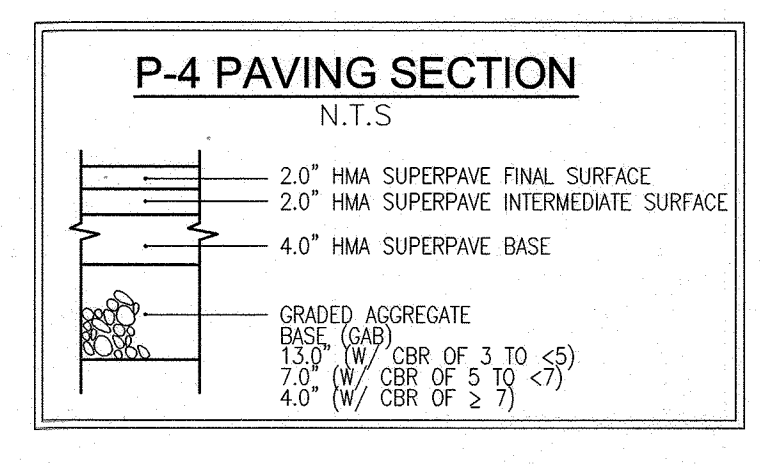 P-4 PAVING SECTION
N.T.S
2.0" HMA SUPERPAVE FINAL SURFACE
2.0" HMA SUPERPAVE INTERMEDIATE SURFACE
4.0" HMA SUPERPAVE BASE
GRADED AGGREGATE
BASE (GAB)
13.0" (W/ CBR OF 3 TO <5)
7.0" (W/ CBR OF 5 TO <7)
4.0" (W/ CBR OF ≥ 7)